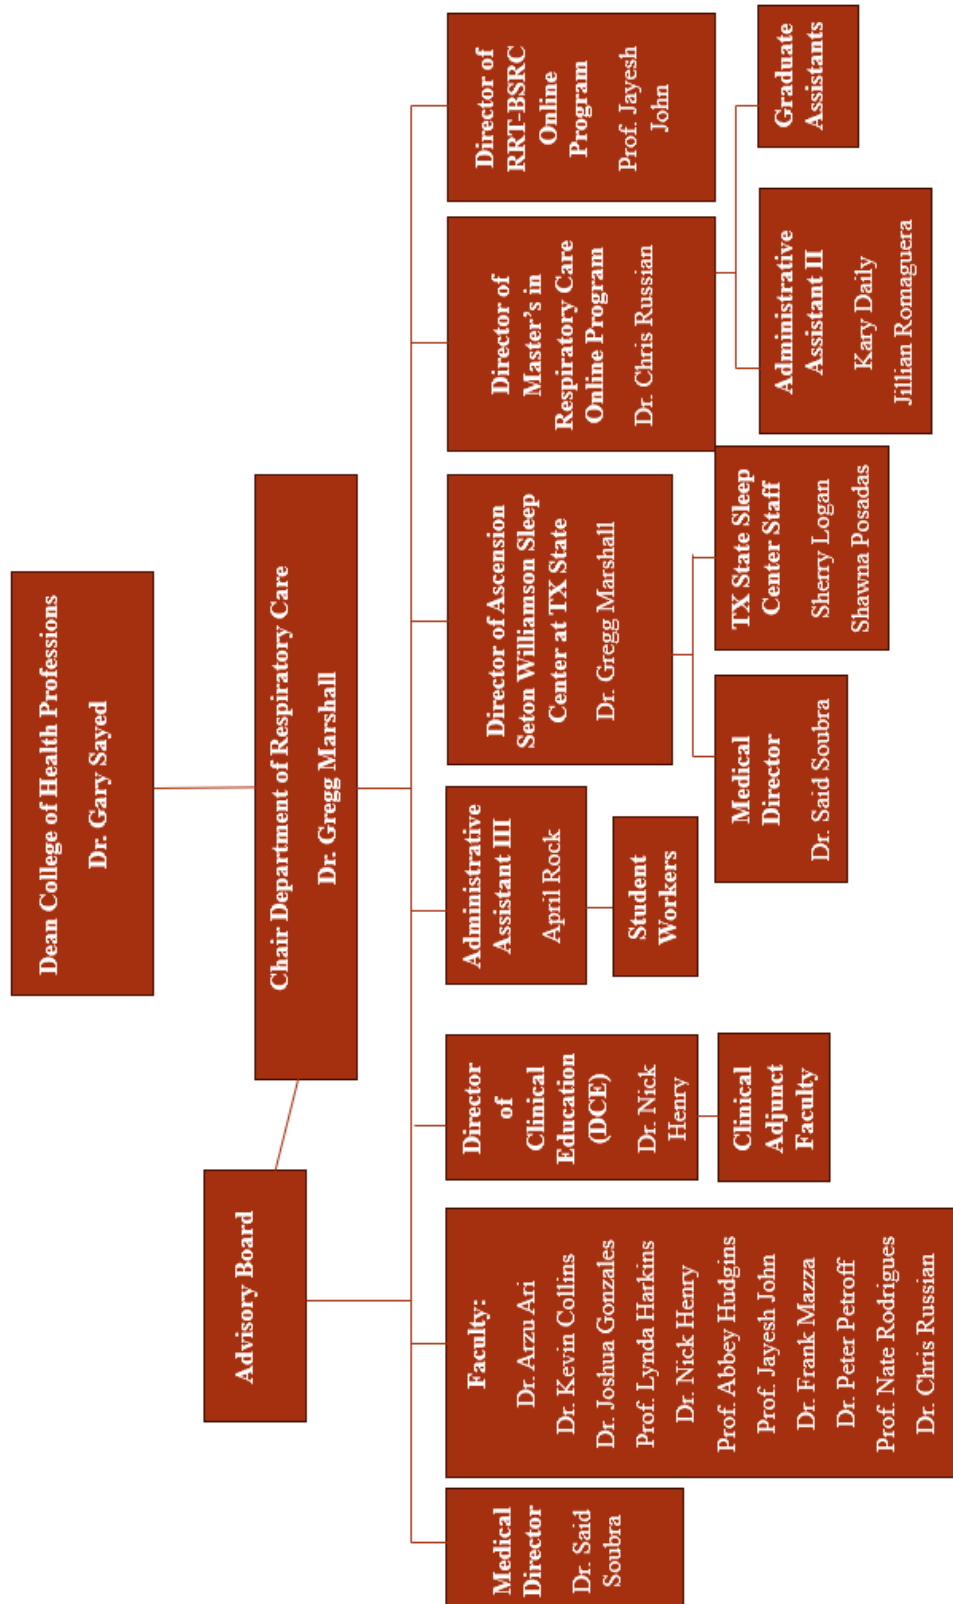 Dean College of Health Professions
Dr. Gary Sayed
Advisory Board
Chair Department of Respiratory Care
Dr. Gregg Marshall
Medical
Director
Dr. Said
Soubra
Faculty:
Dr. Arzu Ari
Dr. Kevin Collins
Dr. Joshua Gonzales
Prof. Lynda Harkins
Dr. Nick Henry
Prof. Abbey Hudgins
Prof. Jayesh John
Dr. Frank Mazza
Dr. Peter Petroff
Prof. Nate Rodrigues
Dr. Chris Russian
Director
of
Clinical
Education
(DCE)
Dr. Nick
Henry
Clinical
Adjunct
Faculty
Administrative
Assistant III
April Rock
Student
Workers
Director of Ascension
Seton Williamson Sleep
Center at TX State
Dr. Gregg Marshall
Medical
Director
Dr. Said Soubra
TX State Sleep
Center Staff
Sherry Logan
Shawna Posadas
Director of
Master's in
Respiratory Care
Online Program
Dr. Chris Russian
Director of
RRT-BSRC
Online
Program
Prof. Jayesh
John
Administrative
Assistant II
Kary Daily
Jillian Romaguera
Graduate
Assistants